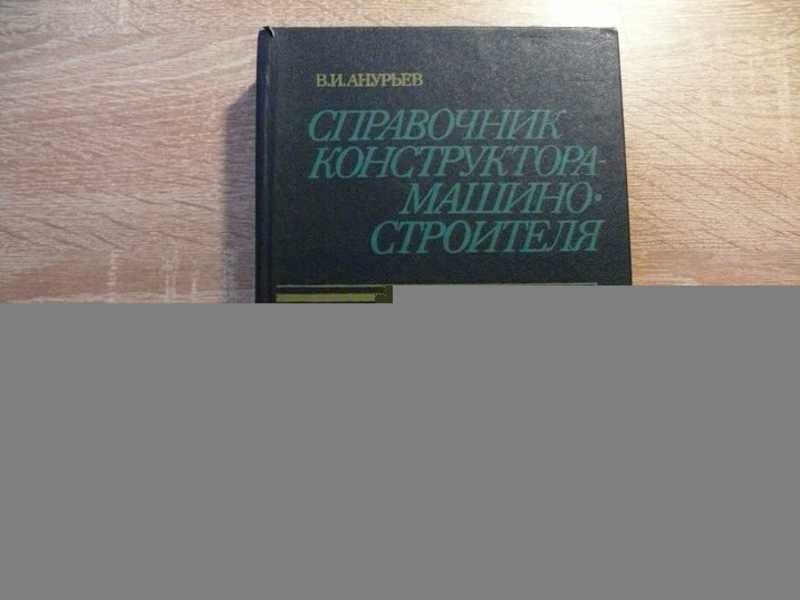 В.И.АНУРЬЕВ
СПРАВОЧНИК
КОНСТРУКТОРА-
МАШИНО-
СТРОИТЕЛЯ